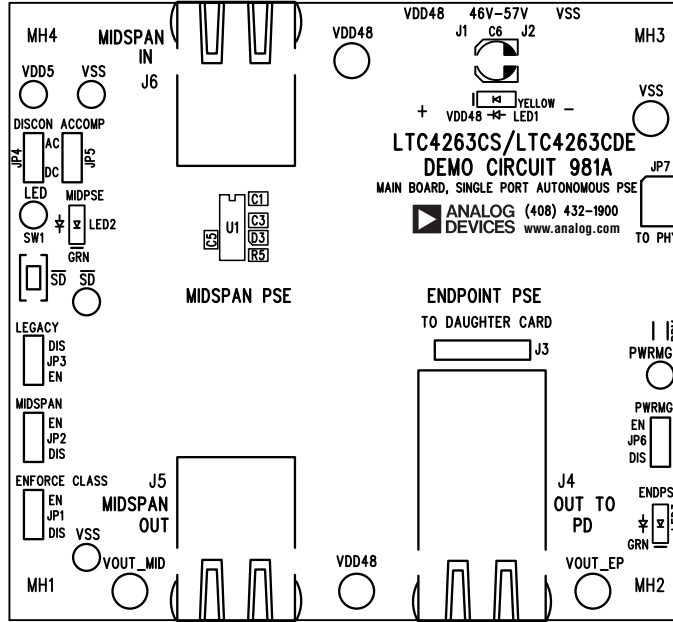 MH4
MIDSPAN
IN
J6
VDD48
VDD48 46V-57V VSS
J1 C6 J2
MH3
VDD5
VSS
VSS
YELLOW
+ VDD48 LED1 -
DISCON
ACCOMP
JP4
AC
DC
JP5
LTC4263CS/LTC4263CDE
DEMO CIRCUIT 981A
MAIN BOARD, SINGLE PORT AUTONOMOUS PSE
JP7
LED
MIDPSE
LED2
GRN
SW1
C1
U1
C3
C5
D3
R5
ANALOG
DEVICES
(408) 432-1900
www.analog.com
TO PHY
SD
SD
MIDSPAN PSE
ENDPOINT PSE
TO DAUGHTER CARD
J3
LEGACY
DIS
JP3
EN
PWRMG
MIDSPAN
EN
JP2
DIS
PWRMG
EN
JP6
DIS
ENFORCE CLASS
EN
JP1
DIS
J5
MIDSPAN
OUT
J4
OUT TO
PD
ENDPS
GRN
VSS
VOUT_MID
VDD48
VOUT_EP
MH1
MH2